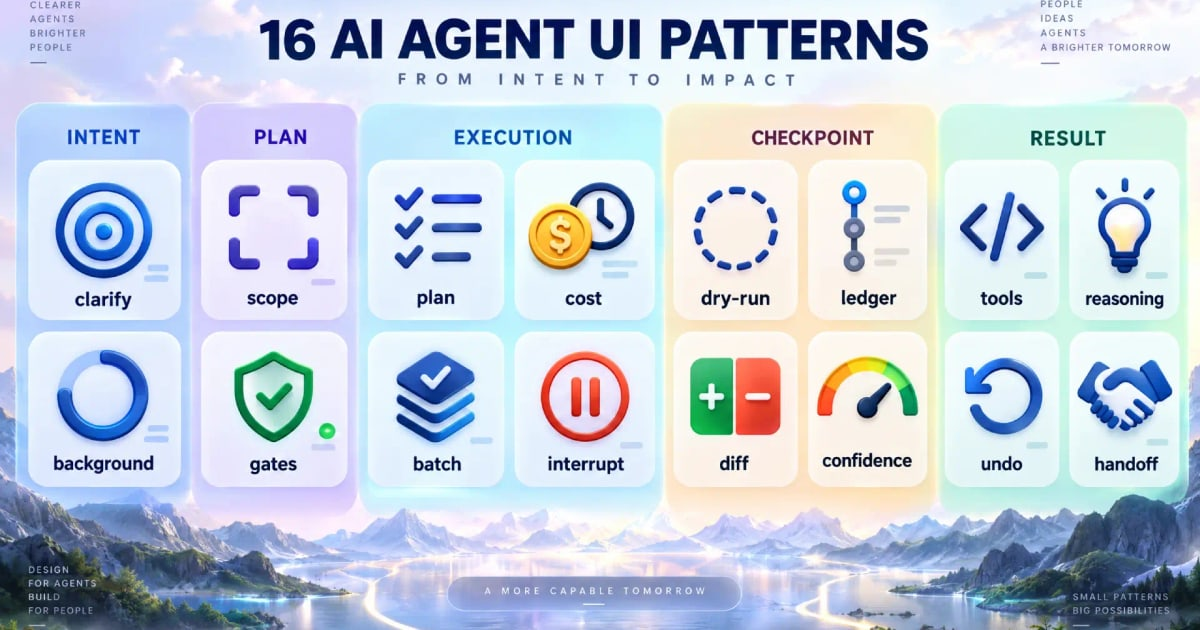 CLEARER
AGENTS
BRIGHTER
PEOPLE
16 AI AGENT UI PATTERNS
FROM INTENT TO IMPACT
PEOPLE
IDEAS
AGENTS
A BRIGHTER TOMORROW
INTENT
clarify
background
PLAN
scope
gates
EXECUTION
plan
$
cost
batch
interrupt
CHECKPOINT
dry-run
ledger
diff
confidence
RESULT
tools
reasoning
undo
handoff
DESIGN
FOR AGENTS
BUILD
FOR PEOPLE
A MORE CAPABLE TOMORROW
SMALL PATTERNS
BIG POSSIBILITIES